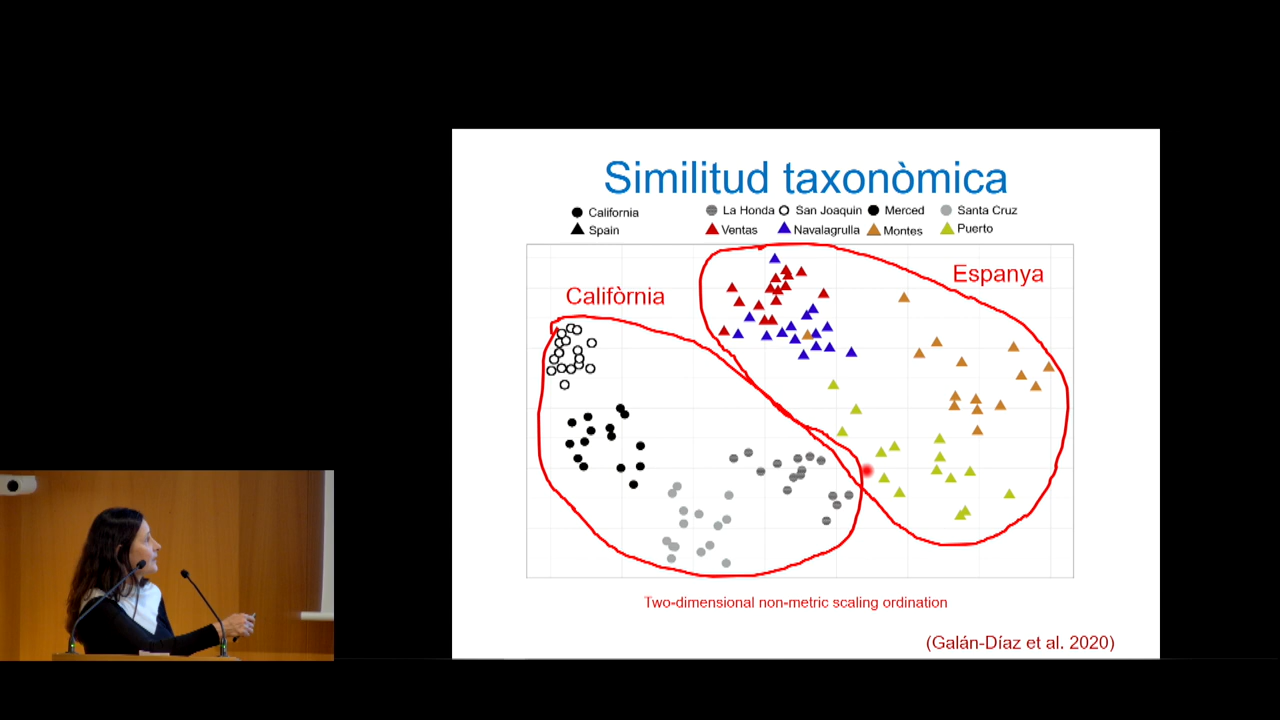 Similitud taxonòmica
California
La Honda
San Joaquin
Merced
Santa Cruz
Spain
Ventas
Navalagrulla
Montes
Puerto
Espanya
Califòrnia
Two-dimensional non-metric scaling ordination
(Galán-Díaz et al. 2020)